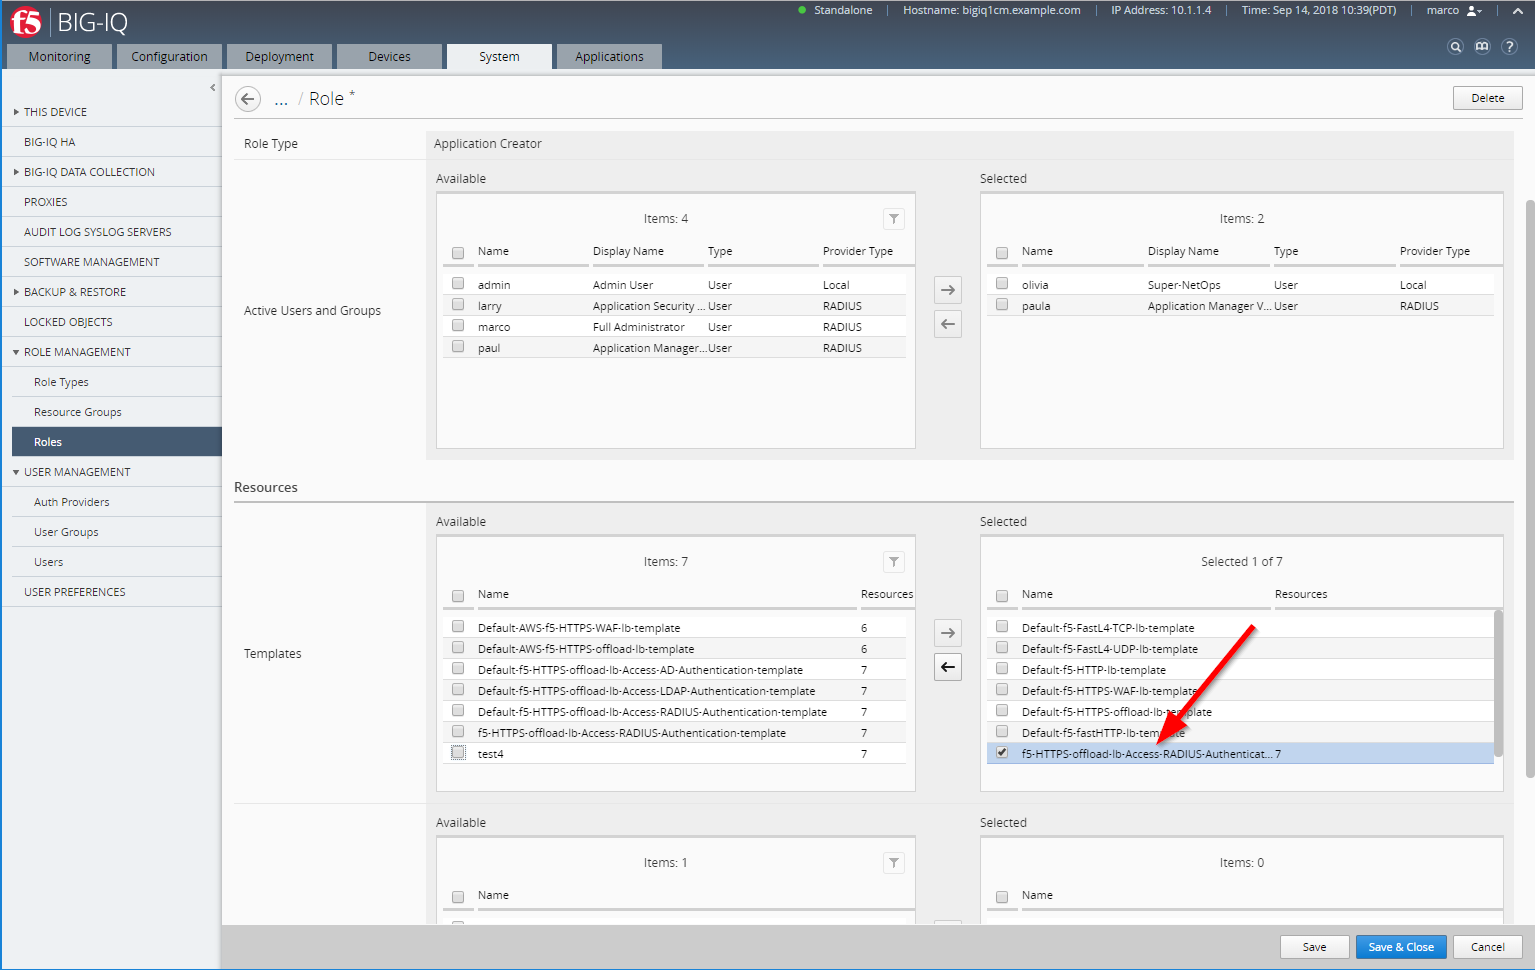 f5 BIG-IQ
Standalone Hostname: bigiq1cm.example.com IP Address: 10.1.1.4 Time: Sep 14, 2018 10:39(PDT) marco
Monitoring Configuration Deployment Devices System Applications
?
THIS DEVICE
BIG-IQ HA
BIG-IQ DATA COLLECTION
PROXIES
AUDIT LOG SYSLOG SERVERS
SOFTWARE MANAGEMENT
BACKUP & RESTORE
LOCKED OBJECTS
ROLE MANAGEMENT
Role Types
Resource Groups
Roles
USER MANAGEMENT
Auth Providers
User Groups
Users
USER PREFERENCES
... / Role *
Delete
Role Type Application Creator
Active Users and Groups
Available
Items: 4
Name Display Name Type Provider Type
admin Admin User User Local
larry Application Security ... User RADIUS
marco Full Administrator User RADIUS
paul Application Manager... User RADIUS
Selected
Items: 2
Name Display Name Type Provider Type
olivia Super-NetOps User Local
paula Application Manager V... User RADIUS
Resources
Templates
Available
Items: 7
Name Resources
Default-AWS-f5-HTTPS-WAF-lb-template 6
Default-AWS-f5-HTTPS-offload-lb-template 6
Default-f5-HTTPS-offload-lb-Access-AD-Authentication-template 7
Default-f5-HTTPS-offload-lb-Access-LDAP-Authentication-template 7
Default-f5-HTTPS-offload-lb-Access-RADIUS-Authentication-template 7
f5-HTTPS-offload-lb-Access-RADIUS-Authentication-template 7
test4 7
Selected
Selected 1 of 7
Name Resources
Default-f5-FastL4-TCP-lb-template
Default-f5-FastL4-UDP-lb-template
Default-f5-HTTP-lb-template
Default-f5-HTTPS-WAF-lb-template
Default-f5-HTTPS-offload-lb-template
Default-f5-fastHTTP-lb-template
f5-HTTPS-offload-lb-Access-RADIUS-Authenticat... 7
Available
Items: 1
Name
Selected
Items: 0
Name
Save Save & Close Cancel